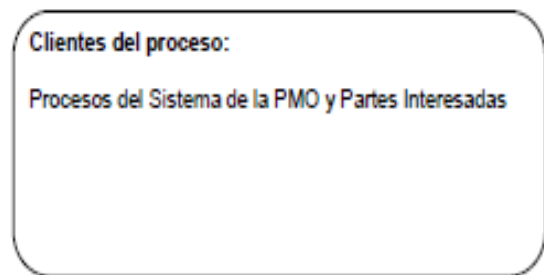 Clientes del proceso:
Procesos del Sistema de la PMO y Partes Interesadas